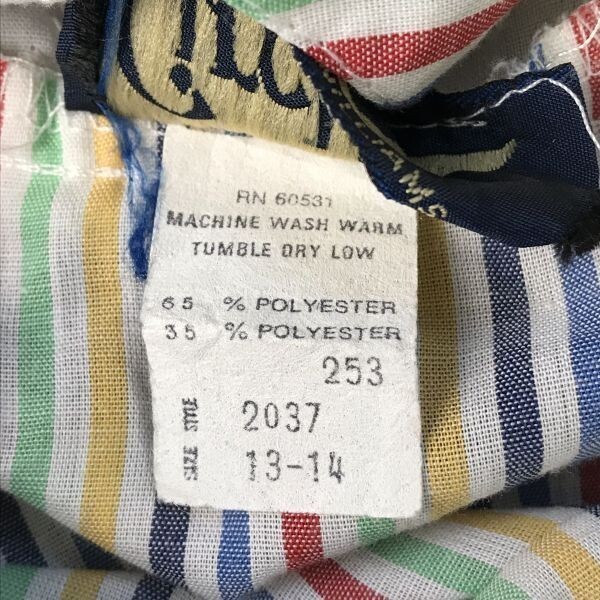 RN 60531
MACHINE WASH WARM
TUMBLE DRY LOW
65 % POLYESTER
35 % POLYESTER
253
STYLE 2037
SIZE 13-14